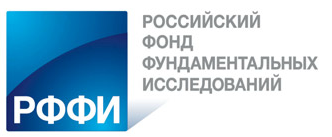 РОССИЙСКИЙ
ФОНД
ФУНДАМЕНТАЛЬНЫХ
ИССЛЕДОВАНИЙ
РФФИ